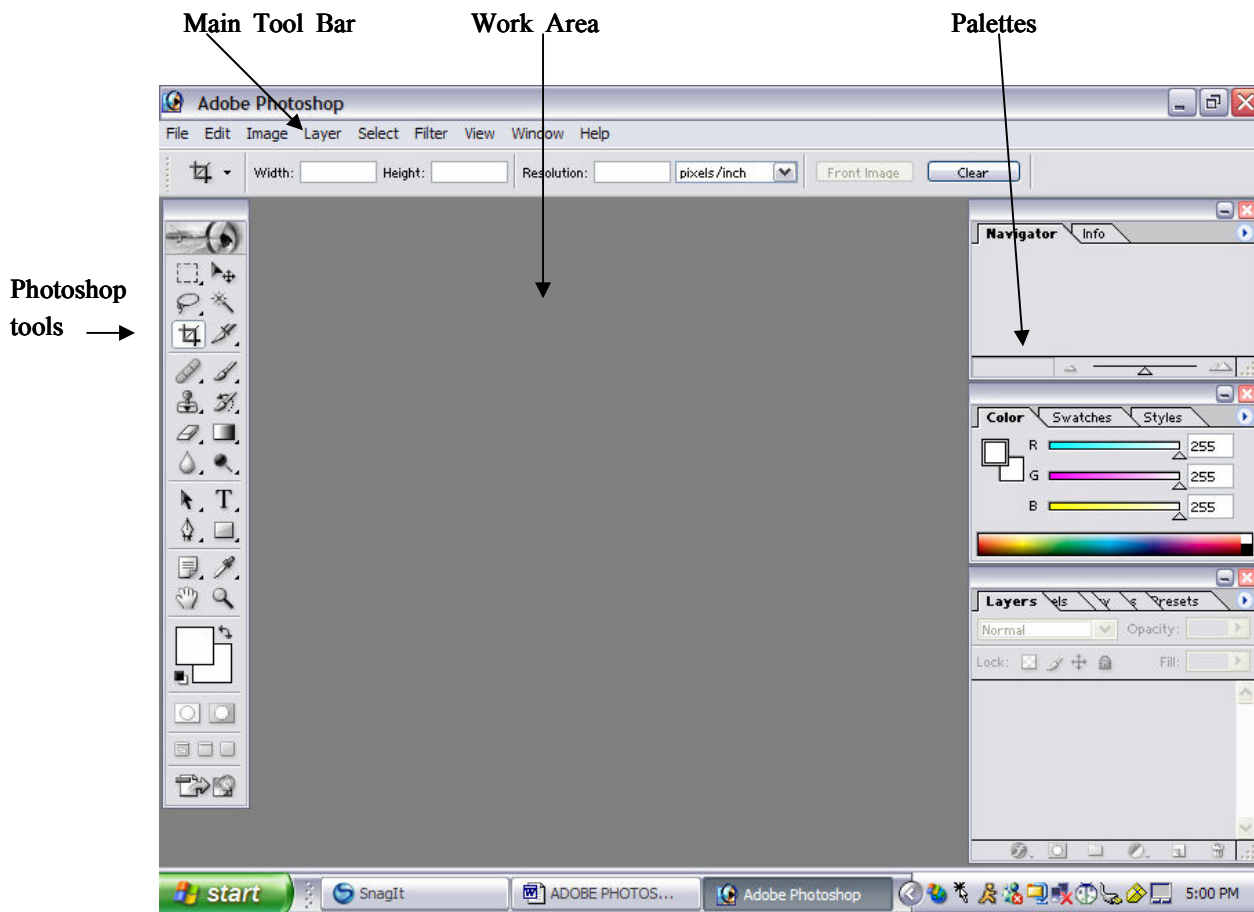 Main Tool Bar
Work Area
Palettes
Adobe Photoshop
File Edit Image Layer Select Filter View Window Help
Width: Height: Resolution: pixels/inch Front Image Clear
Photoshop
tools
Navigator Info
Color Swatches Styles
R 255
G 255
B 255
Layers els Presets
Normal Opacity:
Lock: Fill:
T
start SnagIt ADOBE PHOTOS... Adobe Photoshop 5:00 PM